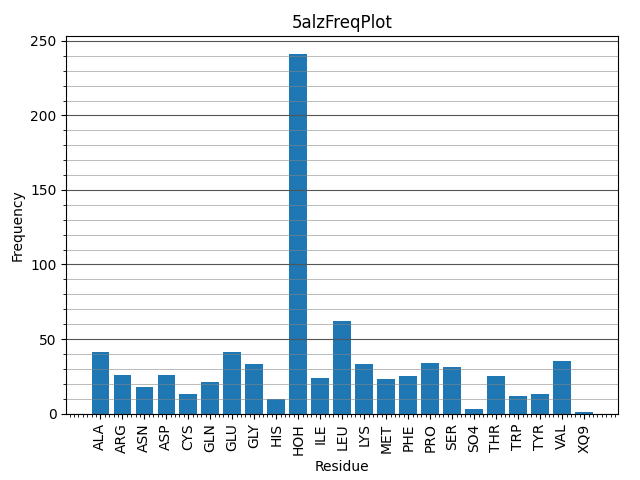 5alzFreqPlot
250
200
150
100
50
0
Frequency
ALA
ARG
ASN
ASP
CYS
GLN
GLU
GLY
HIS
HOH
ILE
LEU
LYS
MET
PHE
PRO
SER
SO4
THR
TRP
TYR
VAL
XQ9
Residue